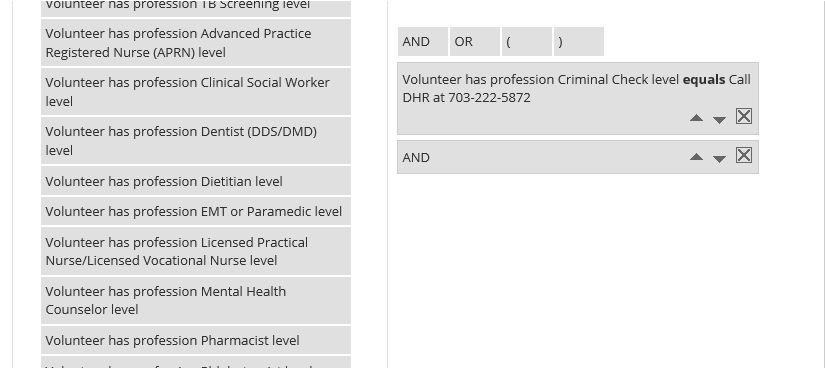 Volunteer has profession TB Screening level
Volunteer has profession Advanced Practice
Registered Nurse (APRN) level
Volunteer has profession Clinical Social Worker
level
Volunteer has profession Dentist (DDS/DMD)
level
Volunteer has profession Dietitian level
Volunteer has profession EMT or Paramedic level
Volunteer has profession Licensed Practical
Nurse/Licensed Vocational Nurse level
Volunteer has profession Mental Health
Counselor level
Volunteer has profession Pharmacist level
AND OR ( )
Volunteer has profession Criminal Check level equals Call
DHR at 703-222-5872
AND